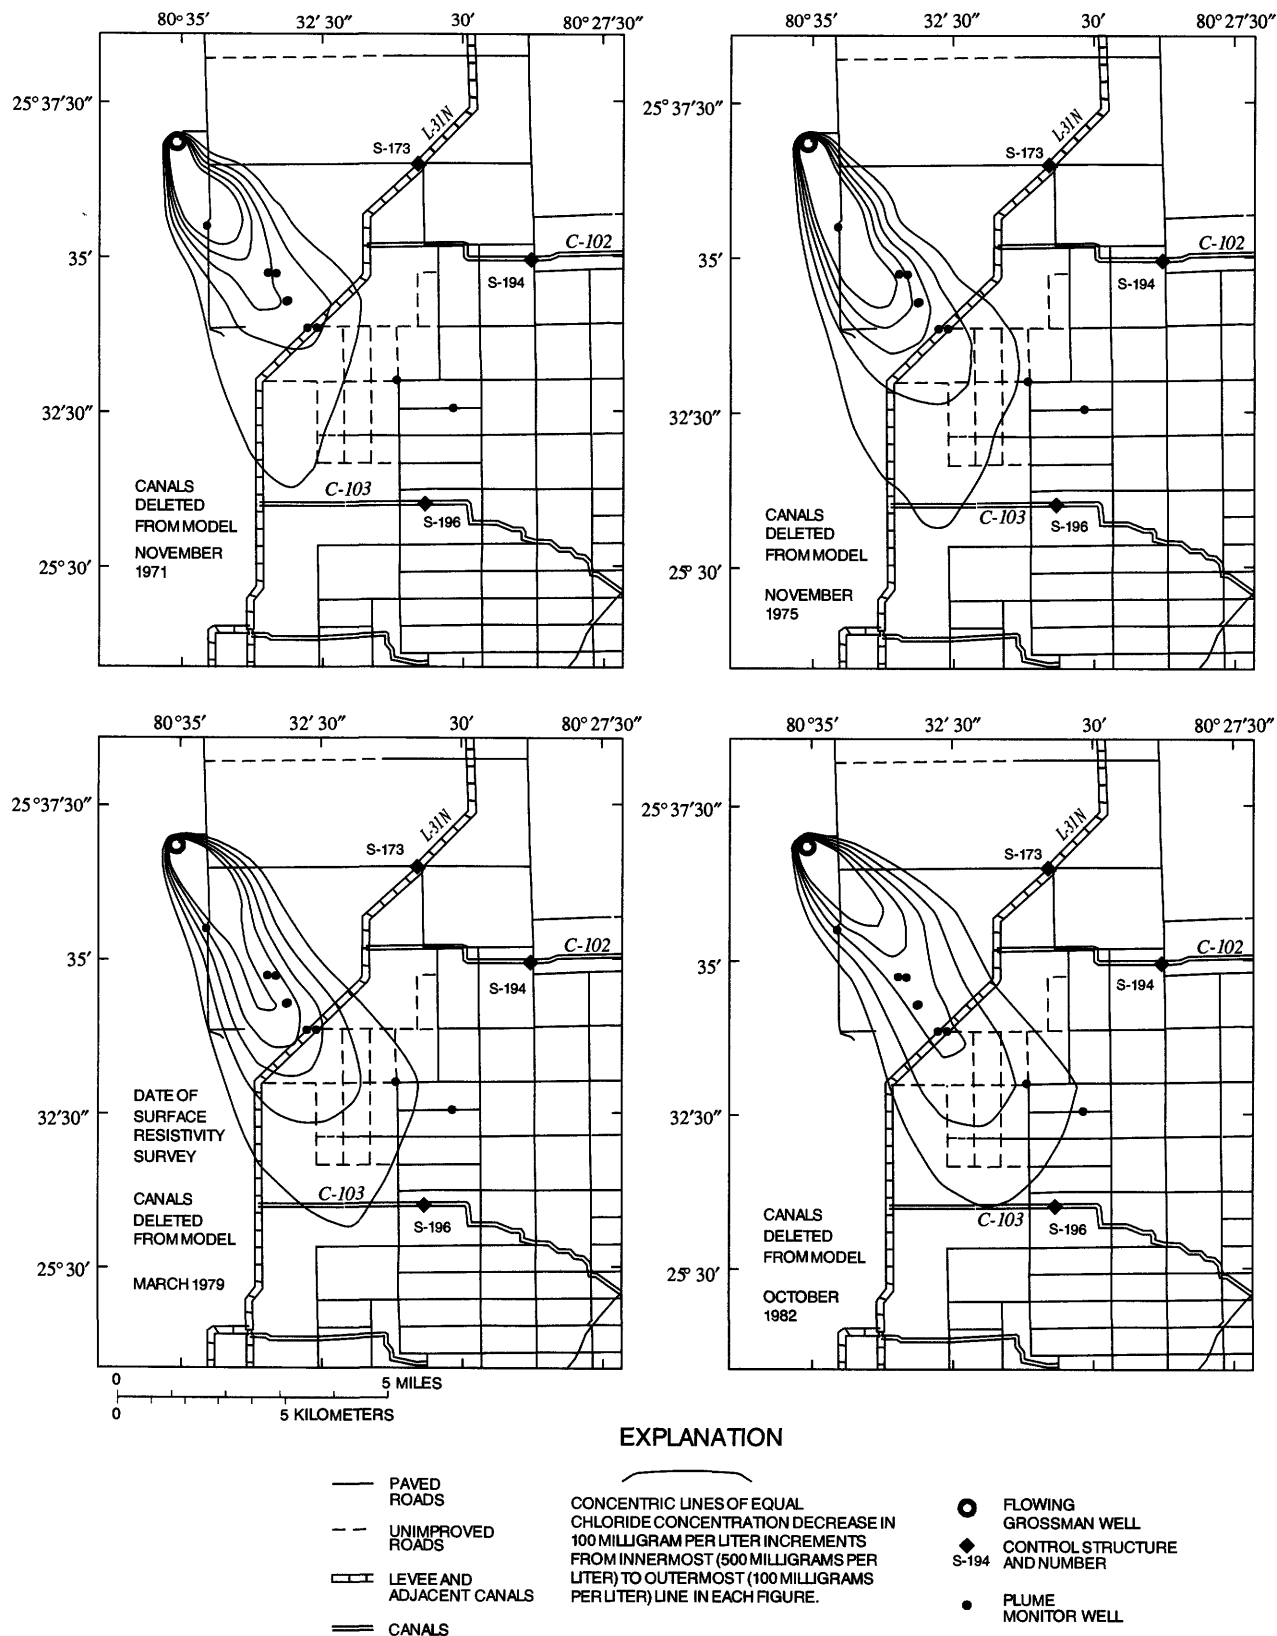 80°35′ 32′30″ 30′ 80°27′30″
25°37′30″
L-31N
S-173
C-102
35′
S-194
32′30″
C-103
CANALS
DELETED
FROM MODEL
S-196
NOVEMBER
1971
25°30′
80°35′ 32′30″ 30′ 80°27′30″
25°37′30″
L-31N
S-173
C-102
35′
S-194
32′30″
CANALS
DELETED
FROM MODEL
C-103
S-196
25°30′
NOVEMBER
1975
80°35′ 32′30″ 30′ 80°27′30″
25°37′30″
L-31N
S-173
C-102
35′
S-194
DATE OF
SURFACE
RESISTIVITY
SURVEY
32′30″
C-103
CANALS
DELETED
FROM MODEL
S-196
25°30′
MARCH 1979
80°35′ 32′30″ 30′ 80°27′30″
25°37′30″
L-31N
S-173
C-102
35′
S-194
32′30″
CANALS
DELETED
FROM MODEL
C-103
S-196
25°30′
OCTOBER
1982
0 5 MILES
0 5 KILOMETERS
EXPLANATION
PAVED
ROADS
UNIMPROVED
ROADS
LEVEE AND
ADJACENT CANALS
CANALS
CONCENTRIC LINES OF EQUAL
CHLORIDE CONCENTRATION DECREASE IN
100 MILLIGRAM PER LITER INCREMENTS
FROM INNERMOST (500 MILLIGRAMS PER
LITER) TO OUTERMOST (100 MILLIGRAMS
PER LITER) LINE IN EACH FIGURE.
FLOWING
GROSSMAN WELL
CONTROL STRUCTURE
S-194 AND NUMBER
PLUME
MONITOR WELL